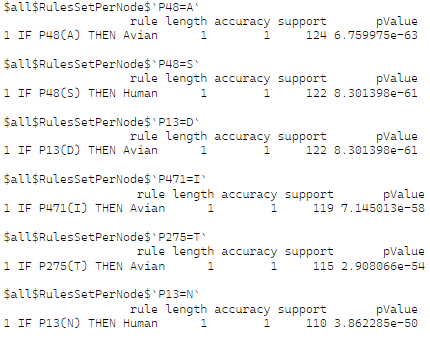 $all$RulesSetPerNode$`P48=A`
rule length accuracy support pValue
1 IF P48(A) THEN Avian 1 1 124 6.759975e-63
$all$RulesSetPerNode$`P48=S`
rule length accuracy support pValue
1 IF P48(S) THEN Human 1 1 122 8.301398e-61
$all$RulesSetPerNode$`P13=D`
rule length accuracy support pValue
1 IF P13(D) THEN Avian 1 1 122 8.301398e-61
$all$RulesSetPerNode$`P471=I`
rule length accuracy support pValue
1 IF P471(I) THEN Avian 1 1 119 7.145013e-58
$all$RulesSetPerNode$`P275=T`
rule length accuracy support pValue
1 IF P275(T) THEN Avian 1 1 115 2.908066e-54
$all$RulesSetPerNode$`P13=N`
rule length accuracy support pValue
1 IF P13(N) THEN Human 1 1 110 3.862285e-50